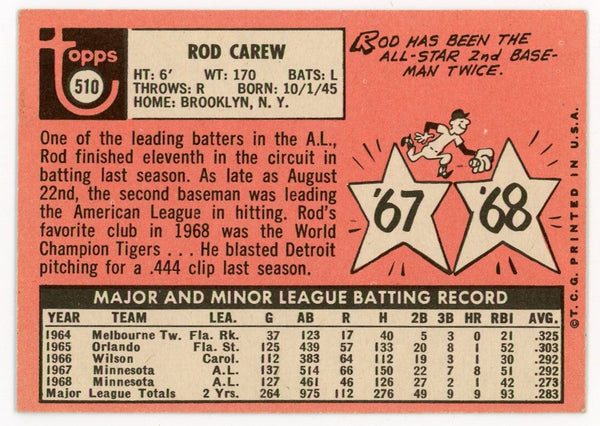 topps
510
ROD CAREW
HT: 6' WT: 170 BATS: L
THROWS: R BORN: 10/1/45
HOME: BROOKLYN, N. Y.
ROD HAS BEEN THE
ALL-STAR 2nd BASE-
MAN TWICE.
One of the leading batters in the A.L.,
Rod finished eleventh in the circuit in
batting last season. As late as August
22nd, the second baseman was leading
the American League in hitting. Rod's
favorite club in 1968 was the World
Champion Tigers . . . He blasted Detroit
pitching for a .444 clip last season.
'67
'68
©T.C.G. PRINTED IN U.S.A.
MAJOR AND MINOR LEAGUE BATTING RECORD
YEAR TEAM LEA. G AB R H 2B 3B HR RBI AVG.
1964 Melbourne Tw. Fla. Rk. 37 123 17 40 5 3 0 21 .325
1965 Orlando Fla. St. 125 439 57 133 20 8 1 52 .303
1966 Wilson Carol. 112 383 64 112 19 3 1 30 .292
1967 Minnesota A.L. 137 514 66 150 22 7 8 51 .292
1968 Minnesota A.L. 127 461 46 126 27 2 1 42 .273
Major League Totals 2 Yrs. 264 975 112 276 49 9 9 93 .283